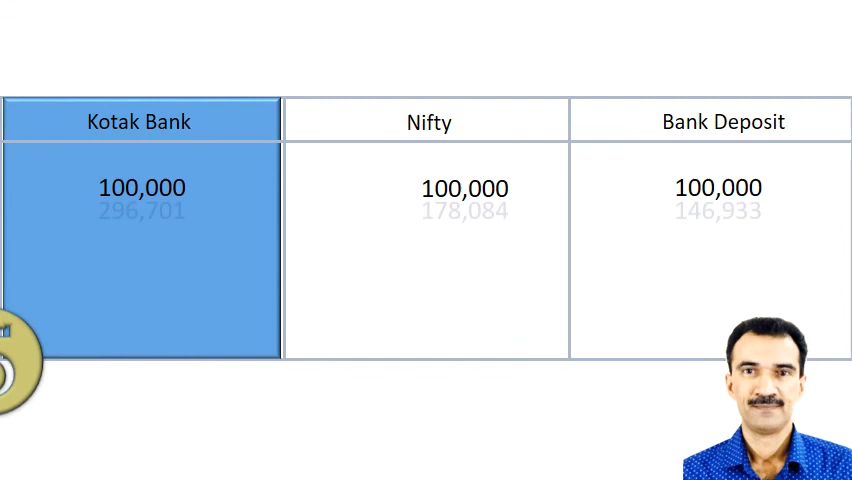 Kotak Bank Nifty Bank Deposit
100,000 100,000 100,000
296,701 178,084 146,933